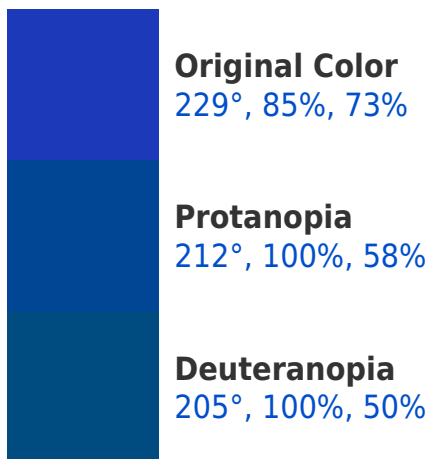 Original Color
229°, 85%, 73%
Protanopia
212°, 100%, 58%
Deuteranopia
205°, 100%, 50%